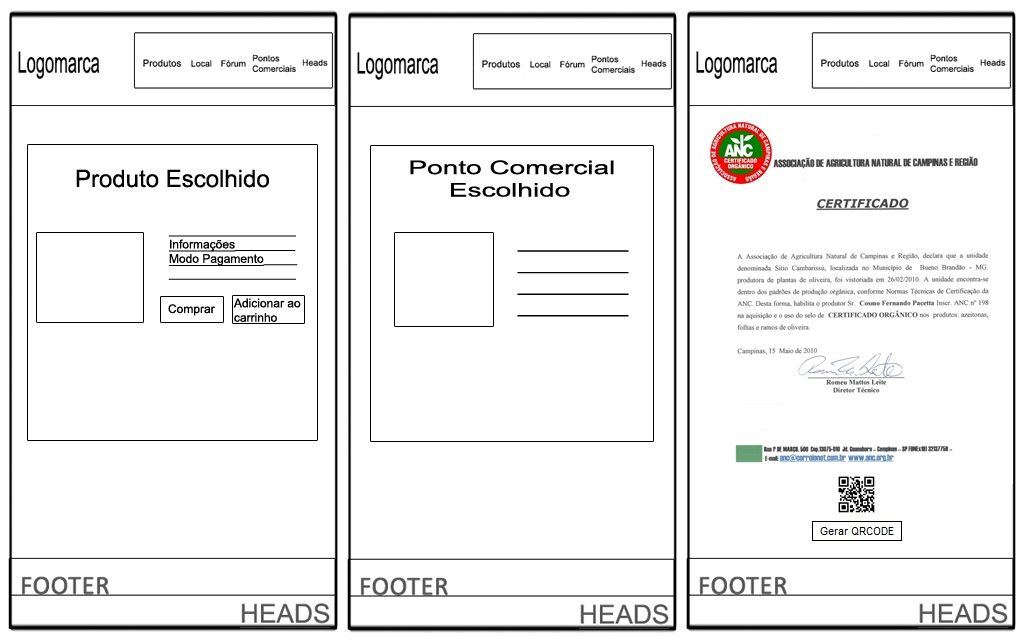 Logomarca
Produtos Local Fórum Pontos Comerciais Heads
Produto Escolhido
Informações
Modo Pagamento
Comprar
Adicionar ao
carrinho
FOOTER
HEADS
Logomarca
Produtos Local Fórum Pontos Comerciais Heads
Ponto Comercial
Escolhido
FOOTER
HEADS
Logomarca
Produtos Local Fórum Pontos Comerciais Heads
ASSOCIAÇÃO DE AGRICULTURA NATURAL DE CAMPINAS E REGIÃO
ANC
CERTIFICADO
ORGÂNICO
ASSOCIAÇÃO DE AGRICULTURA NATURAL DE CAMPINAS E REGIÃO
CERTIFICADO
A Associação de Agricultura Natural de Campinas e Região, declara que a unidade
denominada Sitio Cambarissú, localizada no Município de Bueno Brandão - MG.
produtora de plantas de oliveira, foi vistoriada em 26/02/2010. A unidade encontra-se
dentro dos padrões de produção orgânica, conforme Normas Técnicas de Certificação da
ANC. Desta forma, habilita o produtor Sr. Cosmo Fernando Pacetta Inscr. ANC nº 198
na aquisição e o uso do selo de CERTIFICADO ORGÂNICO nos produtos: azeitonas,
folhas e ramos de oliveira.
Campinas, 15 Maio de 2010
Romeu Mattos Leite
Diretor Técnico
Rua 1º DE MARÇO, 500 Cep.13075-010 Jd. Guanabara – Campinas – SP FONE:(19) 32137759 –
E-mail: anc@correionet.com.br www.anc.org.br
Gerar QRCODE
FOOTER
HEADS